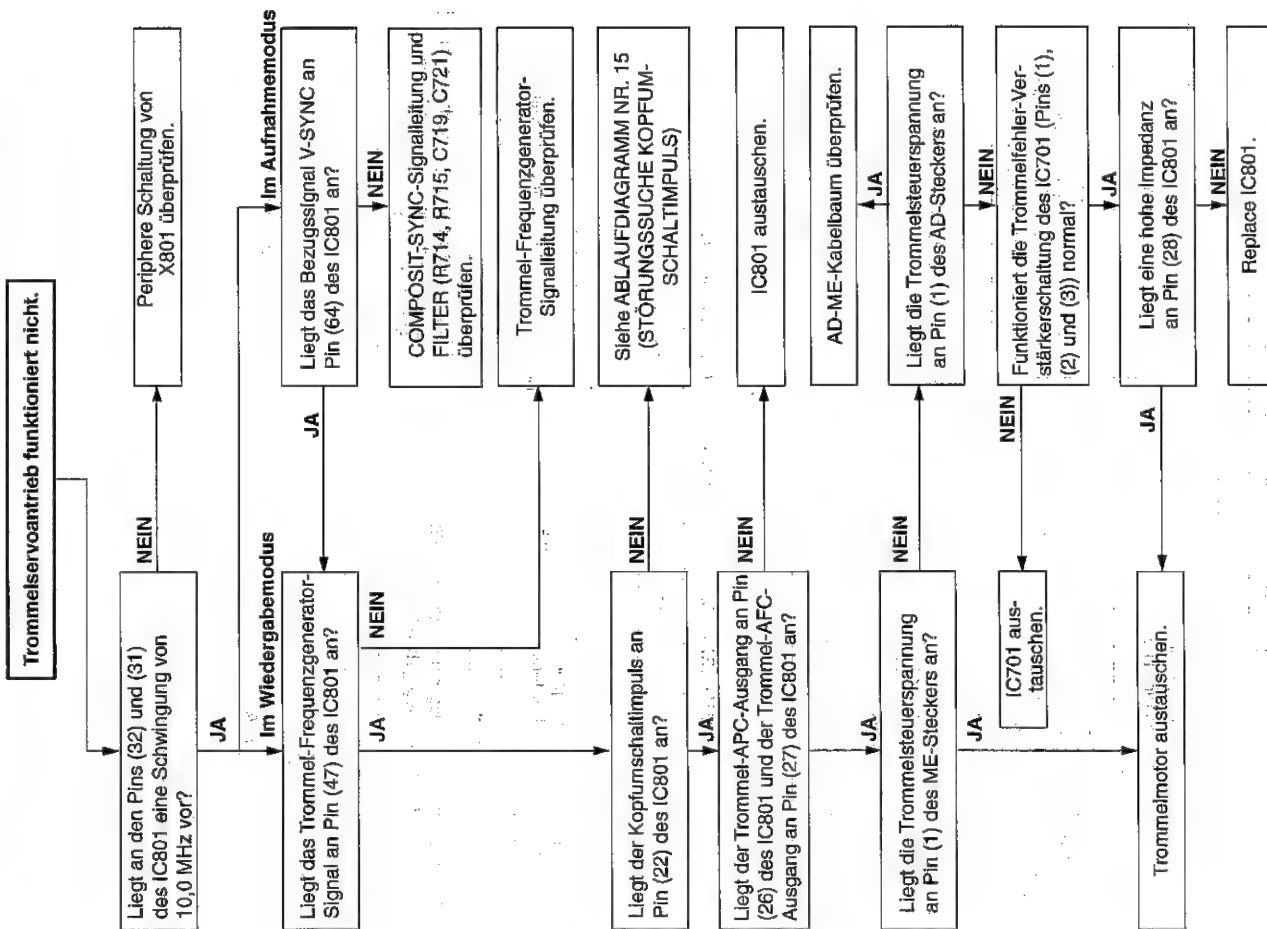 Trommelservoantrieb funktioniert nicht.
Liegt an den Pins (32) und (31)
des IC801 eine Schwingung von
10,0 MHz vor?
NEIN
Periphere Schaltung von
X801 überprüfen.
JA
Im Wiedergabemodus
Im Aufnahmemodus
Liegt das Trommel-Frequenzgenerator-
Signal an Pin (47) des IC801 an?
JA
Liegt das Bezugssignal V-SYNC an
Pin (64) des IC801 an?
NEIN
COMPOSIT-SYNC-Signalleitung und
FILTER (R714, R715, C719, C721)
überprüfen.
NEIN
Trommel-Frequenzgenerator-
Signalleitung überprüfen.
JA
Liegt der Kopfumschaltimpuls an
Pin (22) des IC801 an?
NEIN
Siehe ABLAUFDIAGRAMM NR. 15
(STÖRUNGSSUCHE KOPFUM-
SCHALTIMPULS)
JA
Liegt der Trommel-APC-Ausgang an Pin
(26) des IC801 und der Trommel-AFC-
Ausgang an Pin (27) des IC801 an?
NEIN
IC801 austauschen.
JA
AD-ME-Kabelbaum überprüfen.
JA
Liegt die Trommelsteuerspannung
an Pin (1) des ME-Steckers an?
NEIN
Liegt die Trommelsteuerspannung
an Pin (1) des AD-Steckers an?
NEIN
JA
IC701 aus-
tauschen.
NEIN
Funktioniert die Trommelfehler-Ver-
stärkerschaltung des IC701 (Pins (1),
(2) und (3)) normal?
JA
Trommelmotor austauschen.
JA
Liegt eine hohe Impedanz
an Pin (28) des IC801 an?
NEIN
Replace IC801.